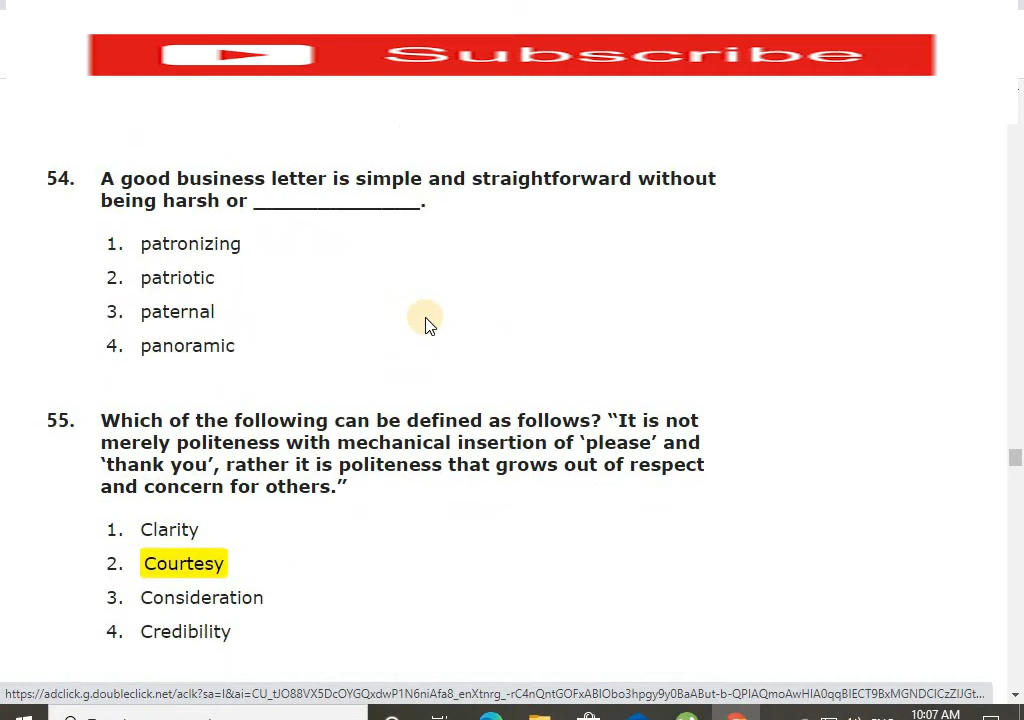 Subscribe
54. A good business letter is simple and straightforward without
being harsh or _______________.
1. patronizing
2. patriotic
3. paternal
4. panoramic
55. Which of the following can be defined as follows? “It is not
merely politeness with mechanical insertion of ‘please’ and
‘thank you’, rather it is politeness that grows out of respect
and concern for others.”
1. Clarity
2. Courtesy
3. Consideration
4. Credibility
10:07 AM